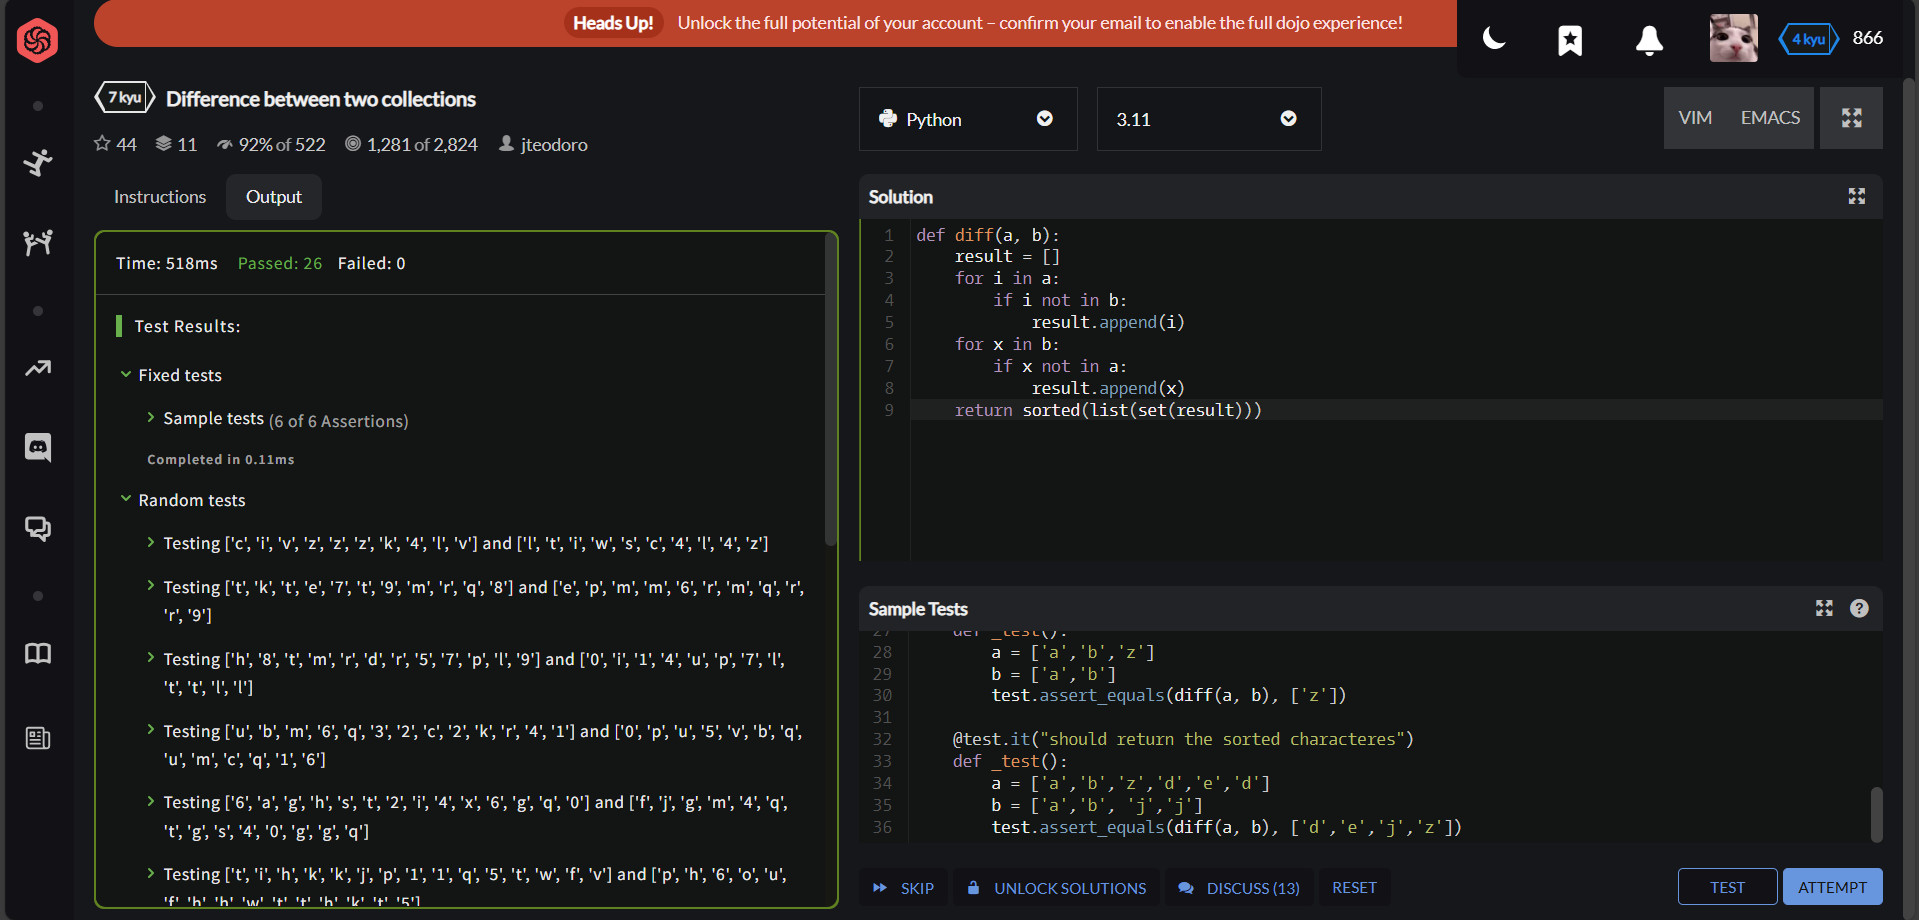 Heads Up! Unlock the full potential of your account – confirm your email to enable the full dojo experience!
4 kyu 866
7 kyu Difference between two collections
44 11 92% of 522 1,281 of 2,824 jteodoro
Instructions Output
Time: 518ms Passed: 26 Failed: 0
Test Results:
Fixed tests
Sample tests (6 of 6 Assertions)
Completed in 0.11ms
Random tests
Testing ['c', 'i', 'v', 'z', 'z', 'z', 'k', '4', 'l', 'v'] and ['l', 't', 'i', 'w', 's', 'c', '4', 'l', '4', 'z']
Testing ['t', 'k', 't', 'e', '7', 't', '9', 'm', 'r', 'q', '8'] and ['e', 'p', 'm', 'm', '6', 'r', 'm', 'q', 'r',
'r', '9']
Testing ['h', '8', 't', 'm', 'r', 'd', 'r', '5', '7', 'p', 'l', '9'] and ['0', 'i', '1', '4', 'u', 'p', '7', 'l',
't', 't', 'l', 'l']
Testing ['u', 'b', 'm', '6', 'q', '3', '2', 'c', '2', 'k', 'r', '4', '1'] and ['0', 'p', 'u', '5', 'v', 'b', 'q',
'u', 'm', 'c', 'q', '1', '6']
Testing ['6', 'a', 'g', 'h', 's', 't', '2', 'i', '4', 'x', '6', 'g', 'q', '0'] and ['f', 'j', 'g', 'm', '4', 'q',
't', 'g', 's', '4', '0', 'g', 'g', 'q']
Testing ['t', 'i', 'h', 'k', 'k', 'j', 'p', '1', '1', 'q', '5', 't', 'w', 'f', 'v'] and ['p', 'h', '6', 'o', 'u',
'f', 'h', 'h', 'w', 't', 't', 'h', 'k', 't', '5']
Python 3.11
VIM EMACS
Solution
1 def diff(a, b):
2 result = []
3 for i in a:
4 if i not in b:
5 result.append(i)
6 for x in b:
7 if x not in a:
8 result.append(x)
9 return sorted(list(set(result)))
Sample Tests
27 def _test():
28 a = ['a','b','z']
29 b = ['a','b']
30 test.assert_equals(diff(a, b), ['z'])
31
32 @test.it("should return the sorted characteres")
33 def _test():
34 a = ['a','b','z','d','e','d']
35 b = ['a','b', 'j','j']
36 test.assert_equals(diff(a, b), ['d','e','j','z'])
SKIP UNLOCK SOLUTIONS DISCUSS (13) RESET TEST ATTEMPT